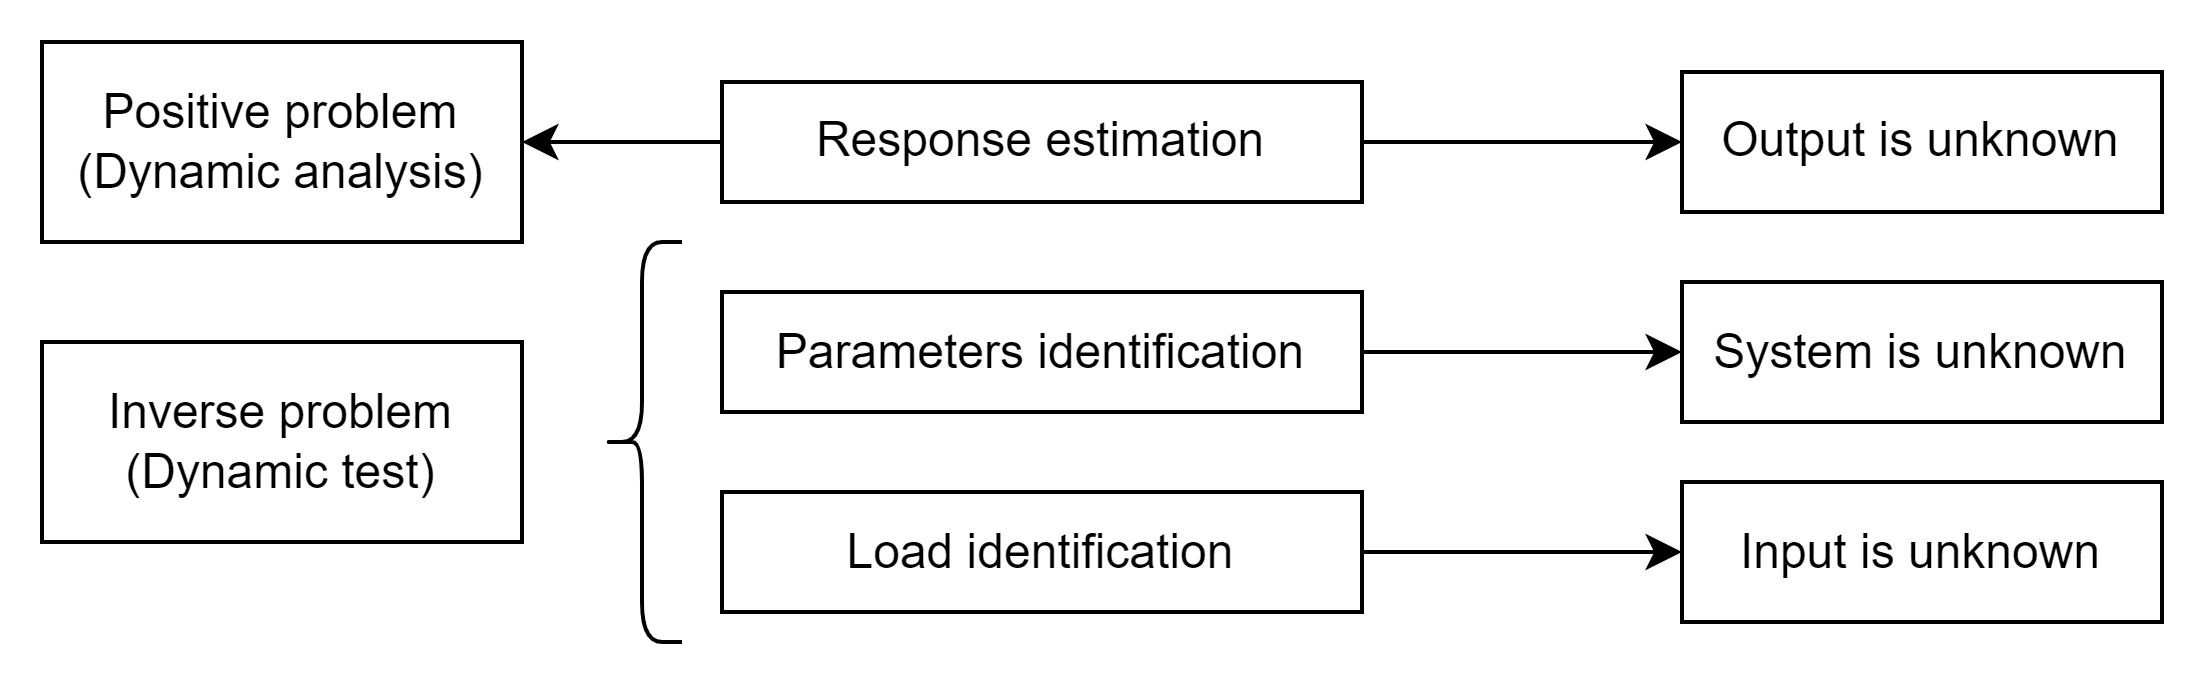 Positive problem
(Dynamic analysis)
Response estimation
Output is unknown
Inverse problem
(Dynamic test)
Parameters identification
System is unknown
Load identification
Input is unknown